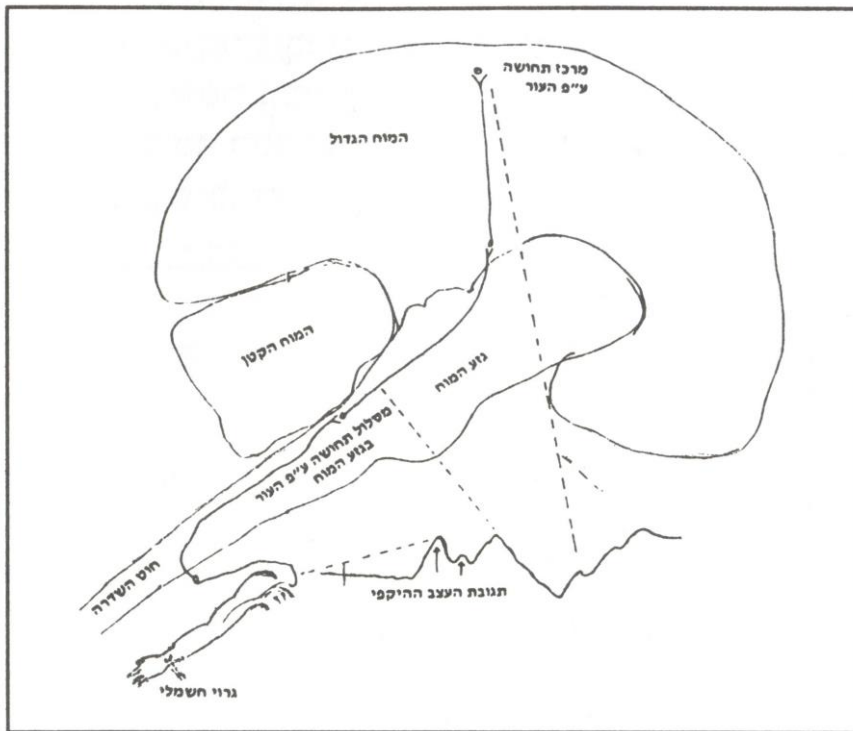 מרכז תחושה
ע״פ העור
המוח הגדול
המוח הקטן
גזע המוח
מסלול תחושה ע״פ העור
בגזע המוח
חוט השדרה
תגובת העצב ההיקפי
גרוי חשמלי